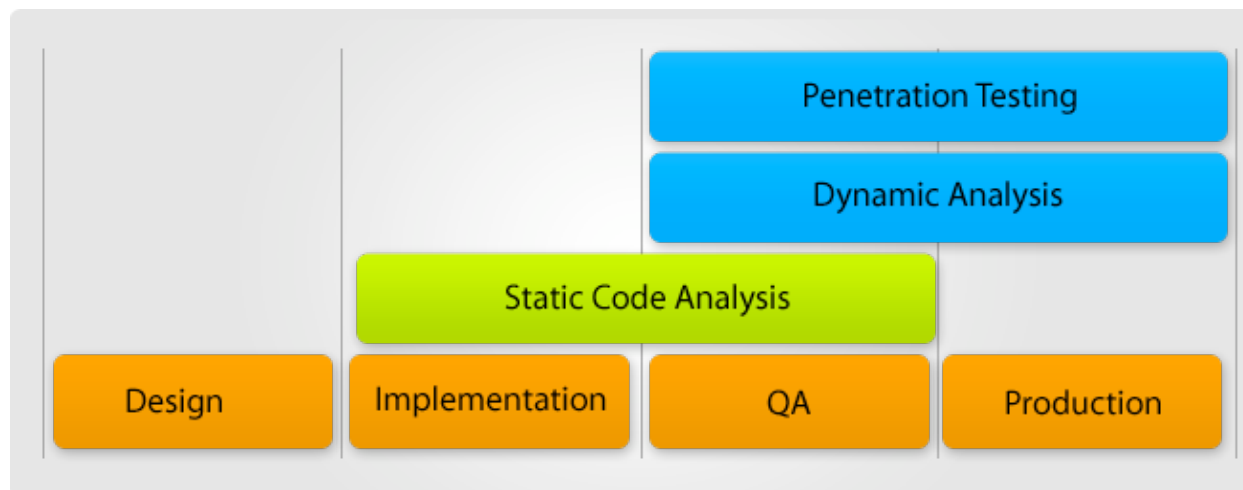 Penetration Testing
Dynamic Analysis
Static Code Analysis
Design
Implementation
QA
Production